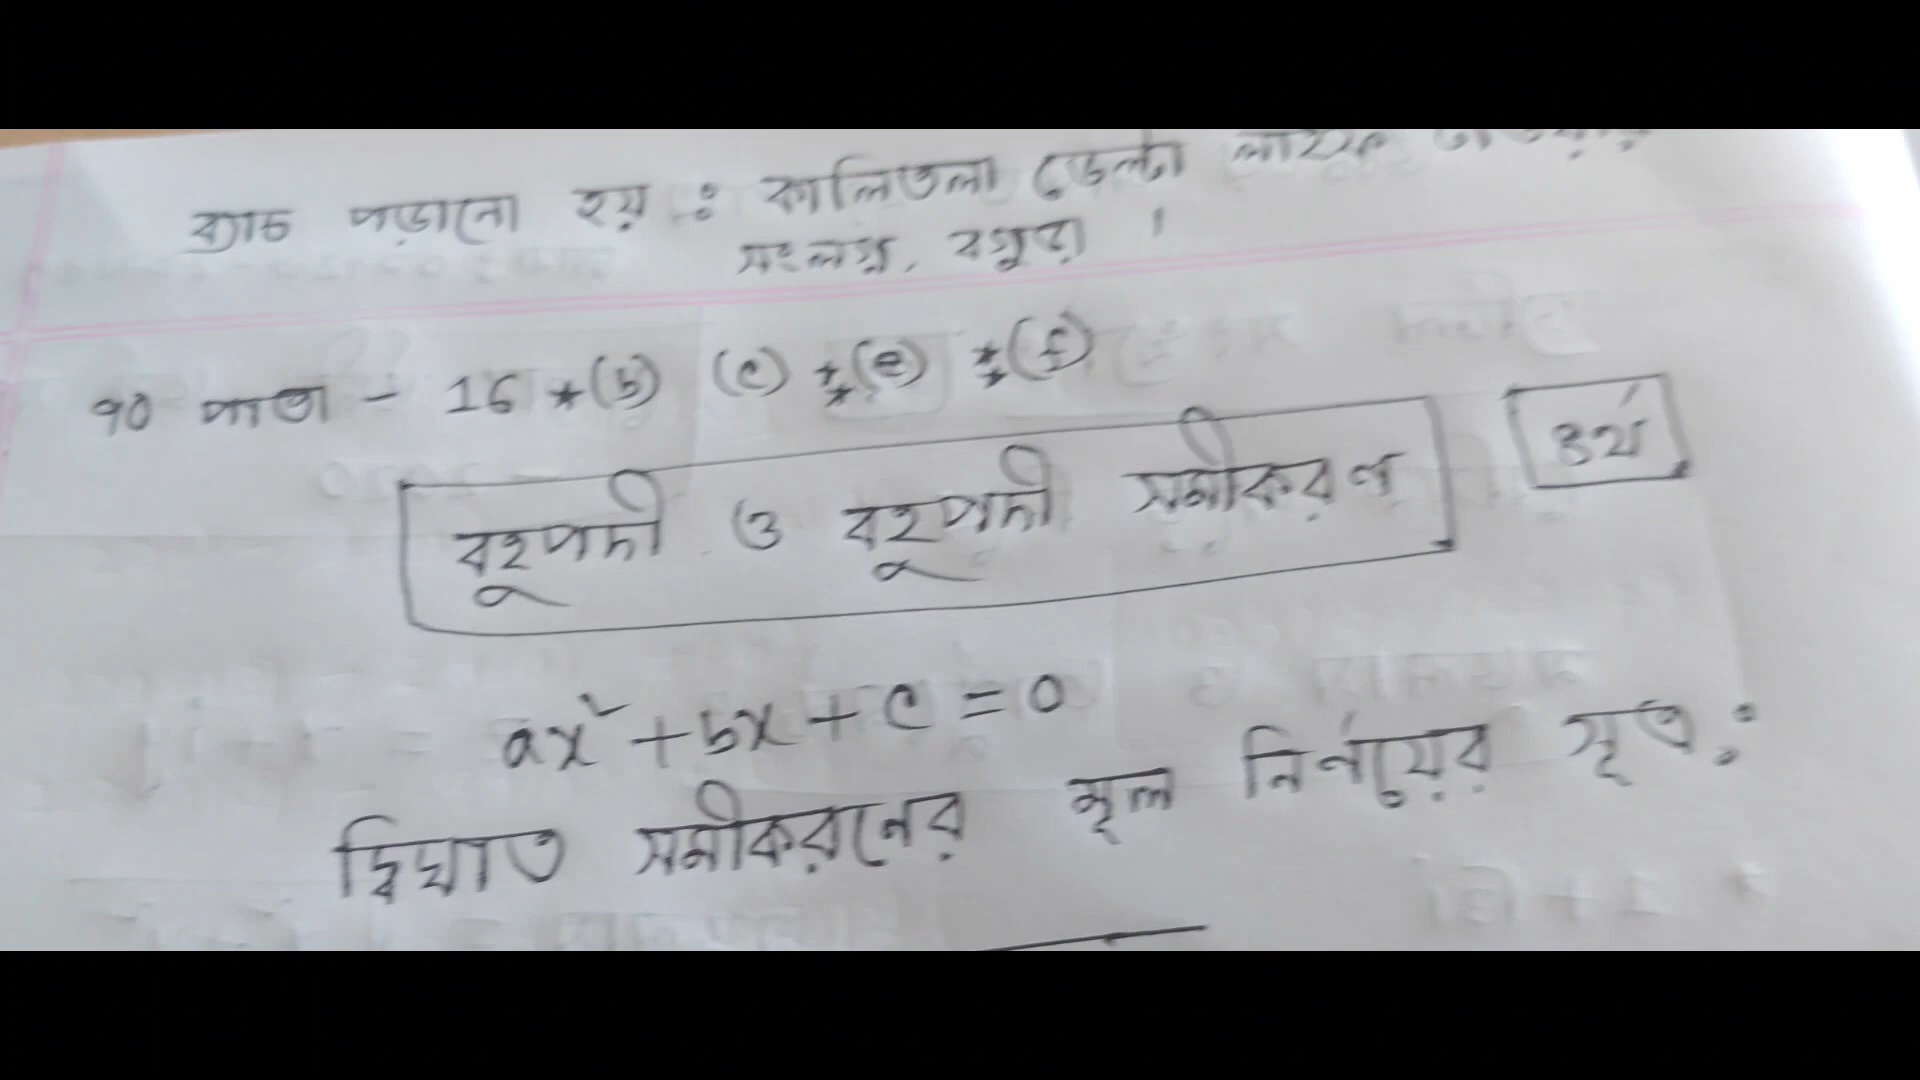 ব্যাচ পড়ানো হয় : কালিতলা ডেল্টা লাইফ
সংলগ্ন, বগুড়া ।
৭০ পাতা - 16 *(b) (c) **(e) **(f)
বহুপদী ও বহুপদী সমীকরণ
৪র্থ
ax² + bx + c = 0
দ্বিঘাত সমীকরনের মূল নির্ণয়ের সূত্র :